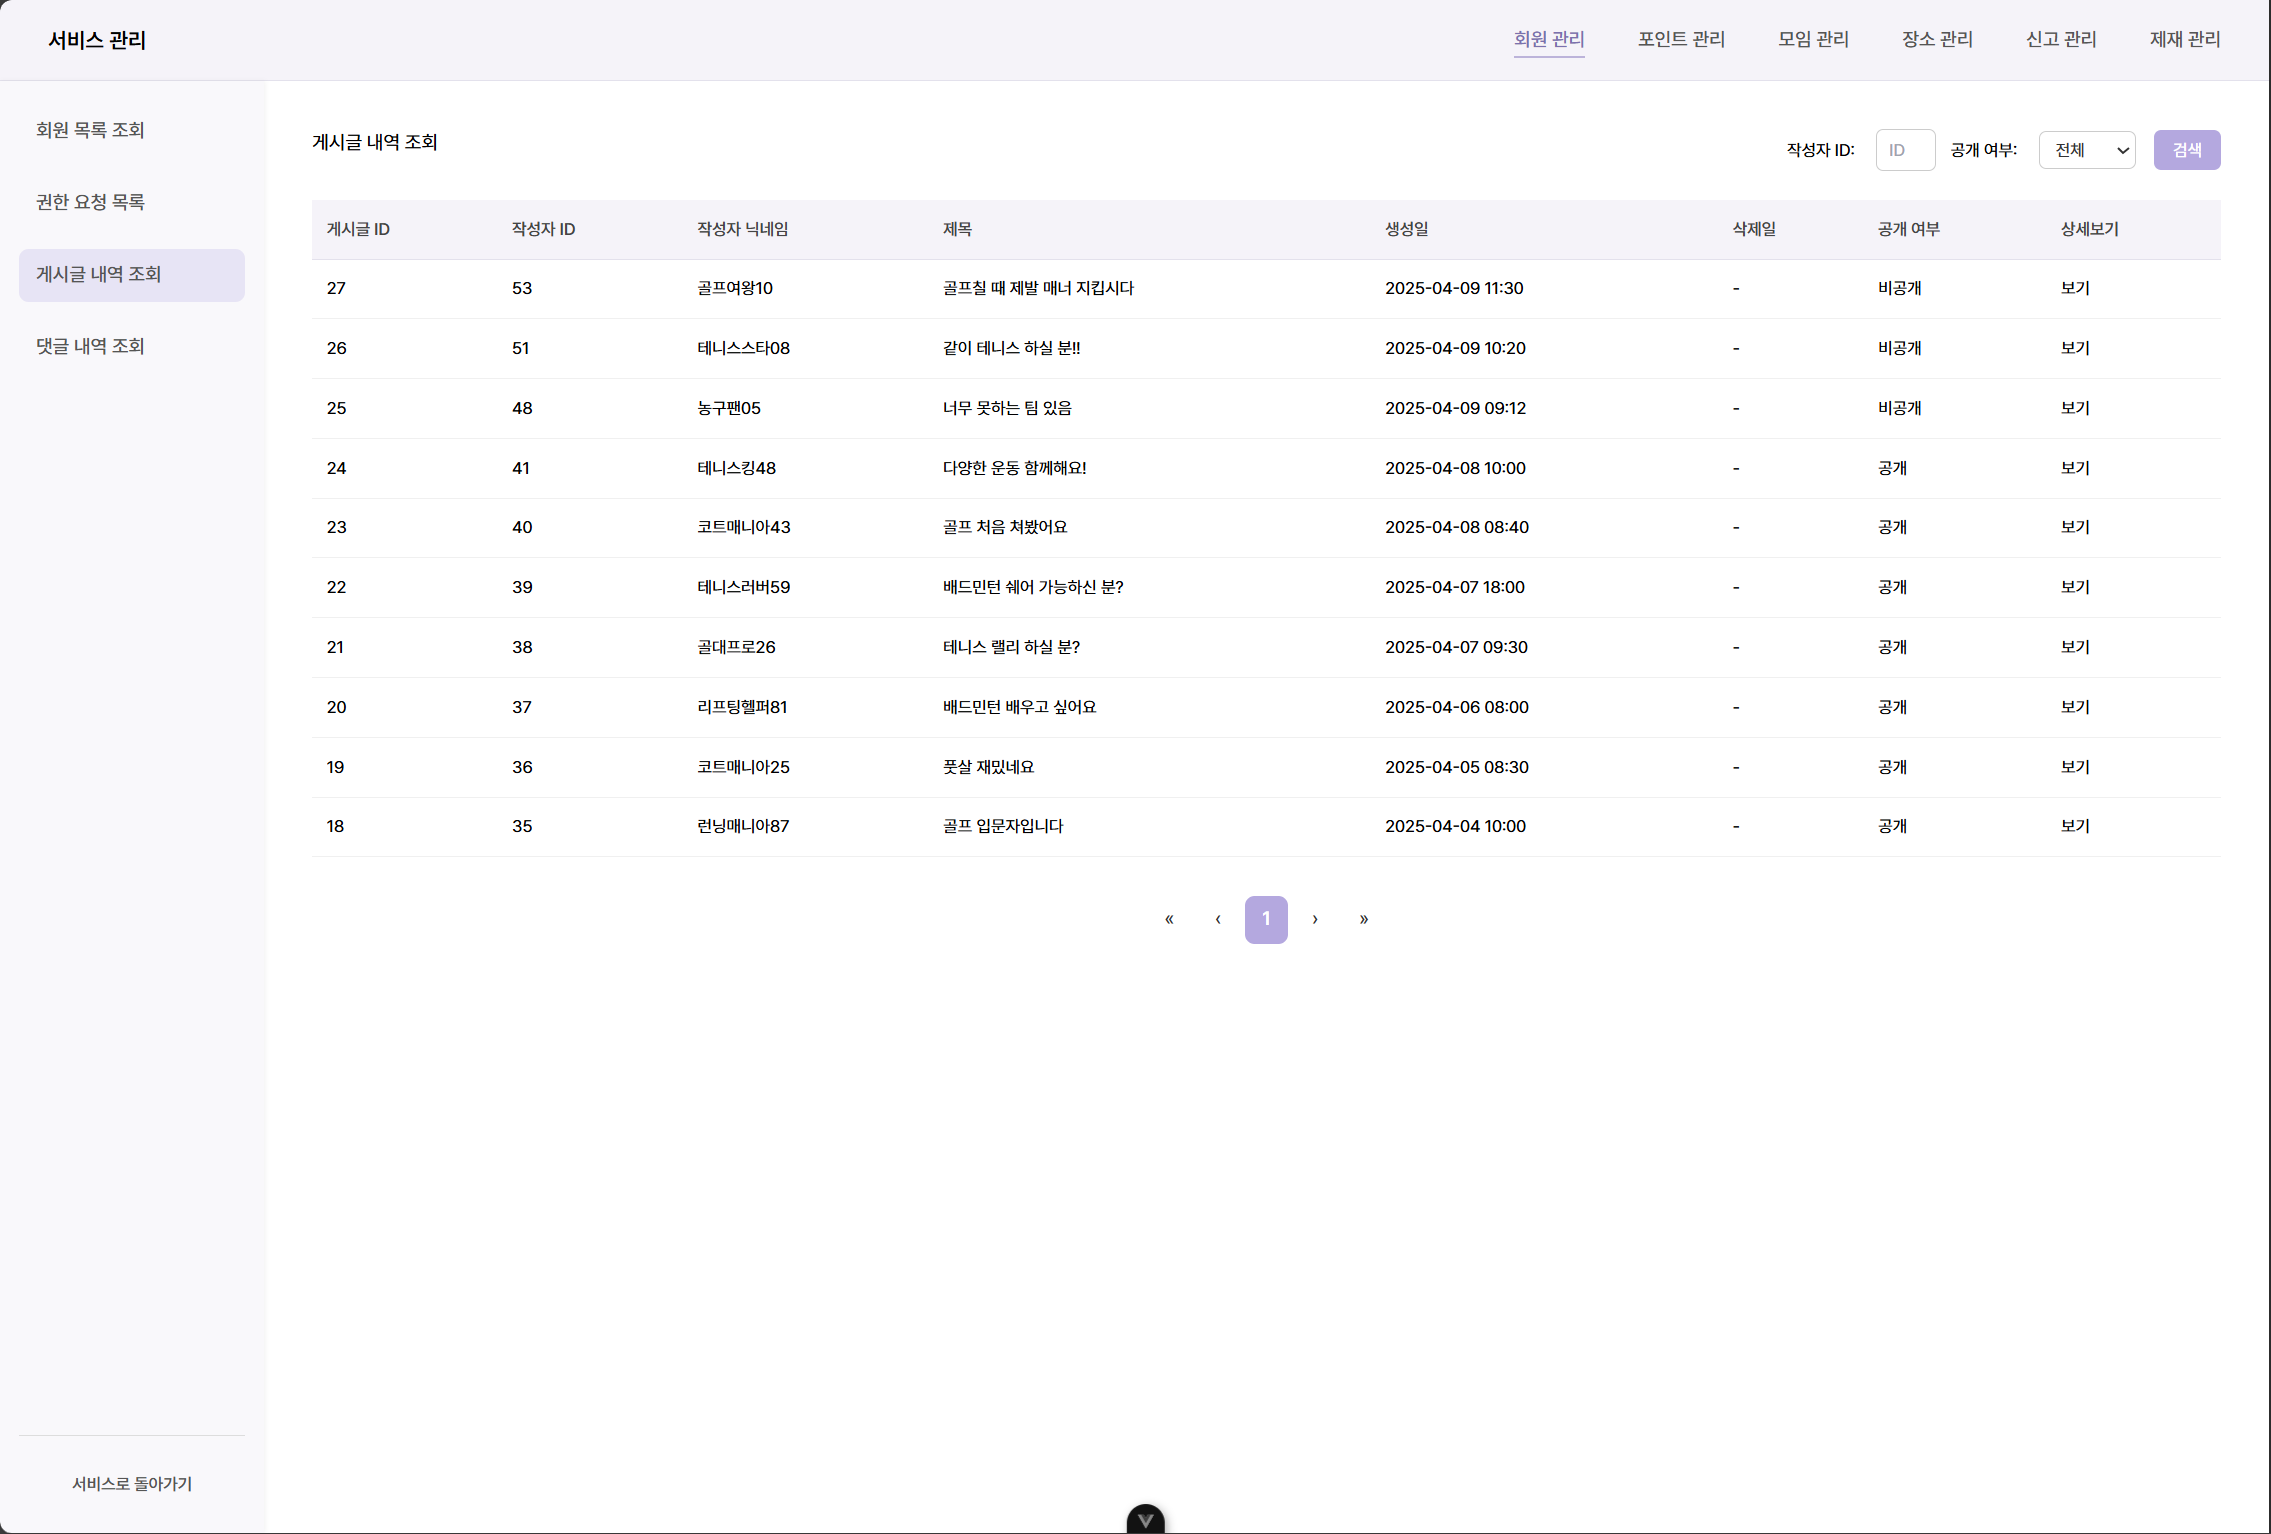 서비스 관리 회원 관리 포인트 관리 모임 관리 장소 관리 신고 관리 제재 관리
회원 목록 조회
권한 요청 목록
게시글 내역 조회
댓글 내역 조회
서비스로 돌아가기
게시글 내역 조회 작성자 ID: ID 공개 여부: 전체 검색
게시글 ID 작성자 ID 작성자 닉네임 제목 생성일 삭제일 공개 여부 상세보기
27 53 골프여왕10 골프칠 때 제발 매너 지킵시다 2025-04-09 11:30 - 비공개 보기
26 51 테니스스타08 같이 테니스 하실 분!! 2025-04-09 10:20 - 비공개 보기
25 48 농구팬05 너무 못하는 팀 있음 2025-04-09 09:12 - 비공개 보기
24 41 테니스킹48 다양한 운동 함께해요! 2025-04-08 10:00 - 공개 보기
23 40 코트매니아43 골프 처음 쳐봤어요 2025-04-08 08:40 - 공개 보기
22 39 테니스러버59 배드민턴 쉐어 가능하신 분? 2025-04-07 18:00 - 공개 보기
21 38 골대프로26 테니스 랠리 하실 분? 2025-04-07 09:30 - 공개 보기
20 37 리프팅헬퍼81 배드민턴 배우고 싶어요 2025-04-06 08:00 - 공개 보기
19 36 코트매니아25 풋살 재밌네요 2025-04-05 08:30 - 공개 보기
18 35 런닝매니아87 골프 입문자입니다 2025-04-04 10:00 - 공개 보기
« ‹ 1 › »